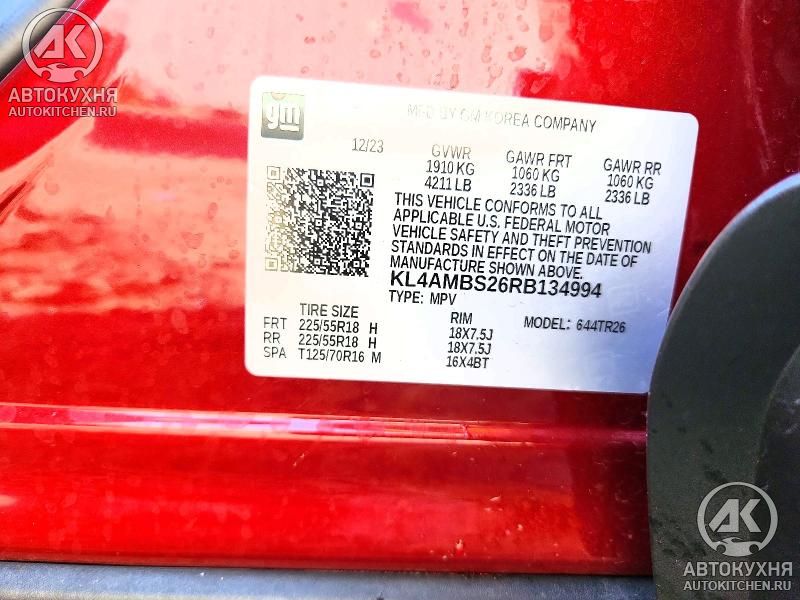 AK
АВТОКУХНЯ
AUTOKITCHEN.RU
gm
MFD BY GM KOREA COMPANY
12/23 GVWR GAWR FRT GAWR RR
1910 KG 1060 KG 1060 KG
4211 LB 2336 LB 2336 LB
THIS VEHICLE CONFORMS TO ALL
APPLICABLE U.S. FEDERAL MOTOR
VEHICLE SAFETY AND THEFT PREVENTION
STANDARDS IN EFFECT ON THE DATE OF
MANUFACTURE SHOWN ABOVE.
KL4AMBS26RB134994
TYPE: MPV
TIRE SIZE RIM MODEL: 644TR26
FRT 225/55R18 H 18X7.5J
RR 225/55R18 H 18X7.5J
SPA T125/70R16 M 16X4BT
AK
АВТОКУХНЯ
AUTOKITCHEN.RU